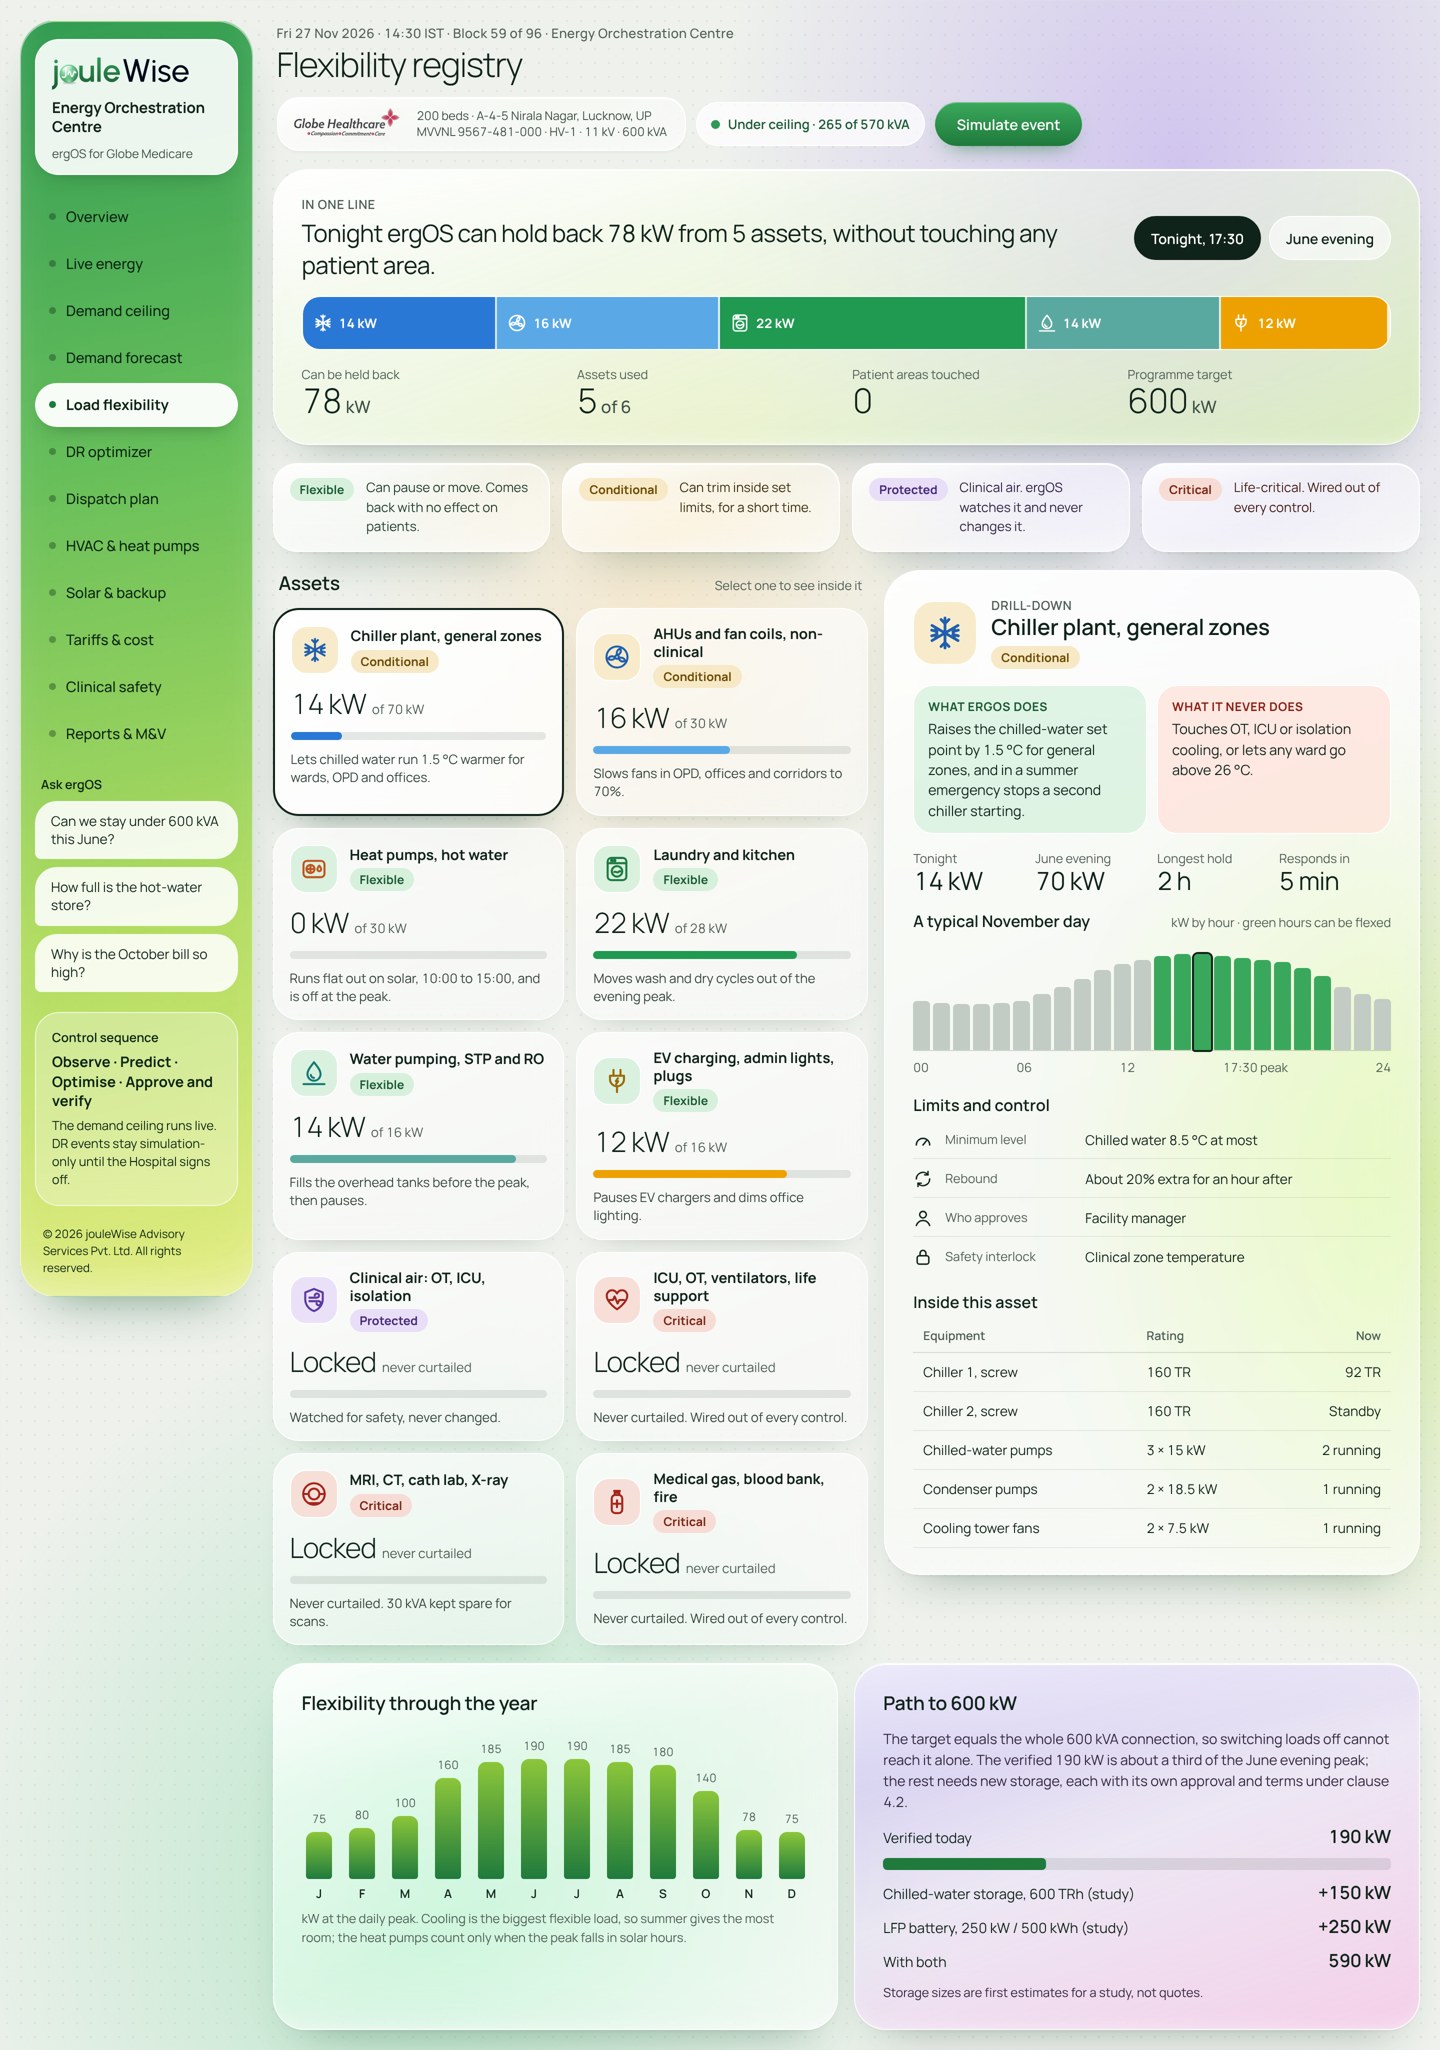 jouleWise
Energy Orchestration
Centre
ergOS for Globe Medicare
Overview
Live energy
Demand ceiling
Demand forecast
Load flexibility
DR optimizer
Dispatch plan
HVAC & heat pumps
Solar & backup
Tariffs & cost
Clinical safety
Reports & M&V
Ask ergOS
Can we stay under 600 kVA
this June?
How full is the hot-water
store?
Why is the October bill so
high?
Control sequence
Observe · Predict ·
Optimise · Approve and
verify
The demand ceiling runs live.
DR events stay simulation-
only until the Hospital signs
off.
© 2026 jouleWise Advisory
Services Pvt. Ltd. All rights
reserved.
Fri 27 Nov 2026 · 14:30 IST · Block 59 of 96 · Energy Orchestration Centre
Flexibility registry
Globe Healthcare
Compassion Commitment Care
200 beds · A-4-5 Nirala Nagar, Lucknow, UP
MVVNL 9567-481-000 · HV-1 · 11 kV · 600 kVA
Under ceiling · 265 of 570 kVA
Simulate event
IN ONE LINE
Tonight ergOS can hold back 78 kW from 5 assets, without touching any
patient area.
Tonight, 17:30
June evening
14 kW
16 kW
22 kW
14 kW
12 kW
Can be held back
78 kW
Assets used
5 of 6
Patient areas touched
0
Programme target
600 kW
Flexible
Can pause or move. Comes
back with no effect on
patients.
Conditional
Can trim inside set
limits, for a short time.
Protected
Clinical air. ergOS
watches it and never
changes it.
Critical
Life-critical. Wired out of
every control.
Assets
Select one to see inside it
Chiller plant, general zones
Conditional
14 kW of 70 kW
Lets chilled water run 1.5 °C warmer for
wards, OPD and offices.
AHUs and fan coils, non-
clinical
Conditional
16 kW of 30 kW
Slows fans in OPD, offices and corridors to
70%.
Heat pumps, hot water
Flexible
0 kW of 30 kW
Runs flat out on solar, 10:00 to 15:00, and
is off at the peak.
Laundry and kitchen
Flexible
22 kW of 28 kW
Moves wash and dry cycles out of the
evening peak.
Water pumping, STP and RO
Flexible
14 kW of 16 kW
Fills the overhead tanks before the peak,
then pauses.
EV charging, admin lights,
plugs
Flexible
12 kW of 16 kW
Pauses EV chargers and dims office
lighting.
Clinical air: OT, ICU,
isolation
Protected
Locked never curtailed
Watched for safety, never changed.
ICU, OT, ventilators, life
support
Critical
Locked never curtailed
Never curtailed. Wired out of every control.
MRI, CT, cath lab, X-ray
Critical
Locked never curtailed
Never curtailed. 30 kVA kept spare for
scans.
Medical gas, blood bank,
fire
Critical
Locked never curtailed
Never curtailed. Wired out of every control.
DRILL-DOWN
Chiller plant, general zones
Conditional
WHAT ERGOS DOES
Raises the chilled-water set
point by 1.5 °C for general
zones, and in a summer
emergency stops a second
chiller starting.
WHAT IT NEVER DOES
Touches OT, ICU or isolation
cooling, or lets any ward go
above 26 °C.
Tonight
14 kW
June evening
70 kW
Longest hold
2 h
Responds in
5 min
A typical November day
kW by hour · green hours can be flexed
00 06 12 17:30 peak 24
Limits and control
Minimum level Chilled water 8.5 °C at most
Rebound About 20% extra for an hour after
Who approves Facility manager
Safety interlock Clinical zone temperature
Inside this asset
Equipment Rating Now
Chiller 1, screw 160 TR 92 TR
Chiller 2, screw 160 TR Standby
Chilled-water pumps 3 × 15 kW 2 running
Condenser pumps 2 × 18.5 kW 1 running
Cooling tower fans 2 × 7.5 kW 1 running
Flexibility through the year
75 80 100 160 185 190 190 185 180 140 78 75
J F M A M J J A S O N D
kW at the daily peak. Cooling is the biggest flexible load, so summer gives the most
room; the heat pumps count only when the peak falls in solar hours.
Path to 600 kW
The target equals the whole 600 kVA connection, so switching loads off cannot
reach it alone. The verified 190 kW is about a third of the June evening peak;
the rest needs new storage, each with its own approval and terms under clause
4.2.
Verified today 190 kW
Chilled-water storage, 600 TRh (study) +150 kW
LFP battery, 250 kW / 500 kWh (study) +250 kW
With both 590 kW
Storage sizes are first estimates for a study, not quotes.